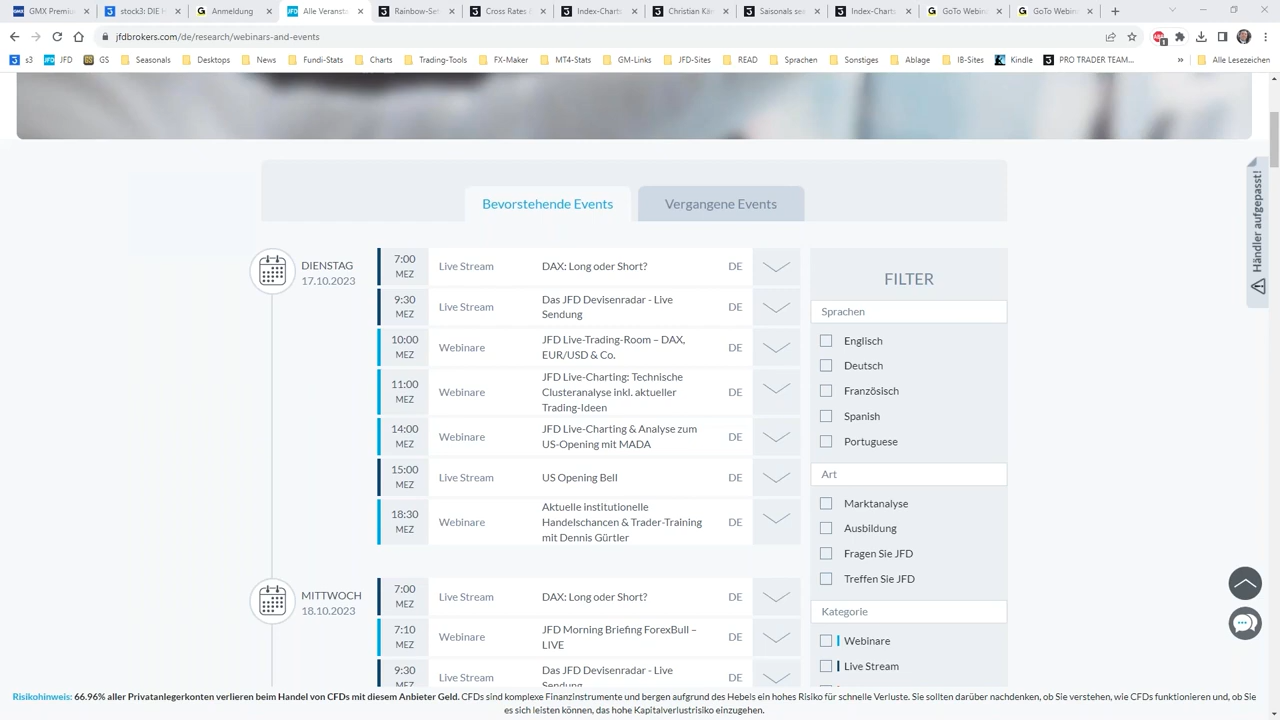 GMX Premiu
stock3: DIE H
Anmeldung
Alle Veransta
Rainbow-Set
Cross Rates &
Index-Charts
Christian Kä
Saisonals se
Index-Chart
GoTo Webin
GoTo Webin
jfdbrokers.com/de/research/webinars-and-events
s3 JFD GS Seasonals Desktops News Fundi-Stats Charts Trading-Tools FX-Maker MT4-Stats GM-Links JFD-Sites READ Sprachen Sonstiges Ablage IB-Sites Kindle PRO TRADER TEAM... » Alle Lesezeichen
Bevorstehende Events
Vergangene Events
Händler aufgepasst!
DIENSTAG
17.10.2023
7:00
MEZ
Live Stream
DAX: Long oder Short?
DE
9:30
MEZ
Live Stream
Das JFD Devisenradar - Live
Sendung
DE
10:00
MEZ
Webinare
JFD Live-Trading-Room – DAX,
EUR/USD & Co.
DE
11:00
MEZ
Webinare
JFD Live-Charting: Technische
Clusteranalyse inkl. aktueller
Trading-Ideen
DE
14:00
MEZ
Webinare
JFD Live-Charting & Analyse zum
US-Opening mit MADA
DE
15:00
MEZ
Live Stream
US Opening Bell
DE
18:30
MEZ
Webinare
Aktuelle institutionelle
Handelschancen & Trader-Training
mit Dennis Gürtler
DE
MITTWOCH
18.10.2023
7:00
MEZ
Live Stream
DAX: Long oder Short?
DE
7:10
MEZ
Webinare
JFD Morning Briefing ForexBull –
LIVE
DE
9:30
MEZ
Live Stream
Das JFD Devisenradar - Live
Sendung
DE
FILTER
Sprachen
Englisch
Deutsch
Französisch
Spanish
Portuguese
Art
Marktanalyse
Ausbildung
Fragen Sie JFD
Treffen Sie JFD
Kategorie
Webinare
Live Stream
Risikohinweis: 66.96% aller Privatanlegerkonten verlieren beim Handel von CFDs mit diesem Anbieter Geld. CFDs sind komplexe Finanzinstrumente und bergen aufgrund des Hebels ein hohes Risiko für schnelle Verluste. Sie sollten darüber nachdenken, ob Sie verstehen, wie CFDs funktionieren und, ob Sie
es sich leisten können, das hohe Kapitalverlustrisiko einzugehen.